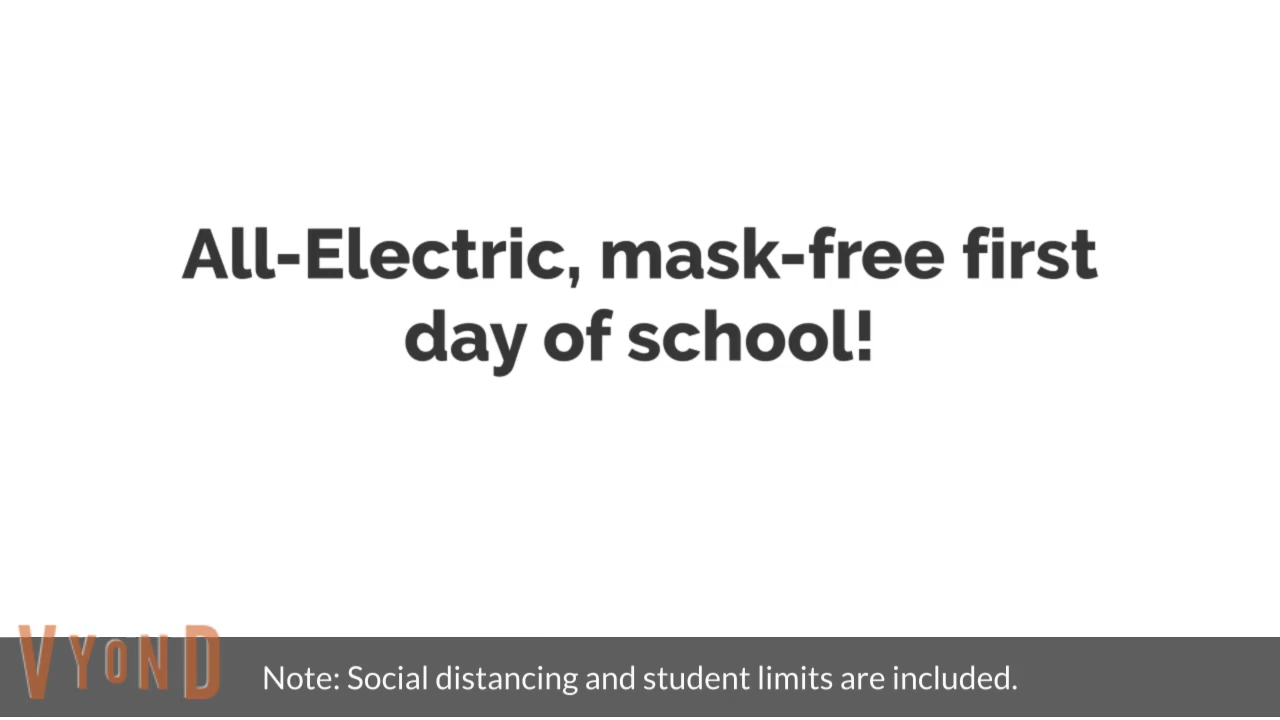 All-Electric, mask-free first
day of school!
VYOND
Note: Social distancing and student limits are included.